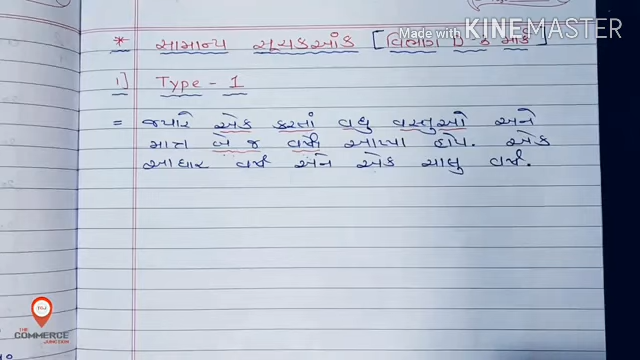 Made with KINEMASTER
* સામાન્ય સૂચકઆંક [વિભાગ D - 3 માર્ક]
1] Type - 1
= જ્યારે એક કરતાં વધુ વસ્તુઓ અને
માત્ર બે જ વર્ષો આપ્યા હોય. એક
આધાર વર્ષ અને એક ચાલુ વર્ષ.
THE
COMMERCE
JUNCTION